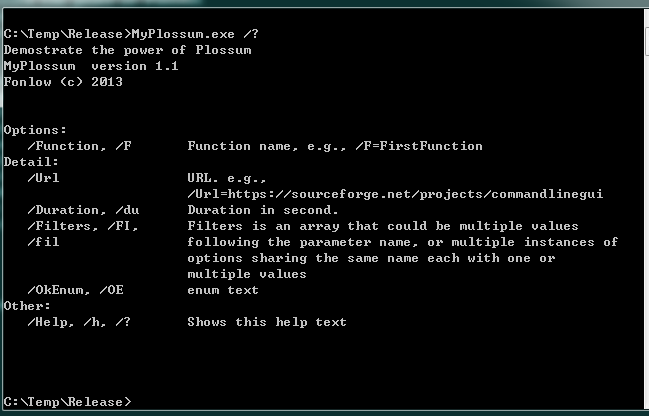 C:\Temp\Release>MyPlossum.exe /?
Demostrate the power of Plossum
MyPlossum  version 1.1
Fonlow (c) 2013
Options:
/Function, /F       Function name, e.g., /F=FirstFunction
Detail:
/Url                URL. e.g.,
/Url=https://sourceforge.net/projects/commandlinegui
/Duration, /du      Duration in second.
/Filters, /FI,      Filters is an array that could be multiple values
/fil                following the parameter name, or multiple instances of
options sharing the same name each with one or
multiple values
/OkEnum, /OE        enum text
Other:
/Help, /h, /?       Shows this help text
C:\Temp\Release>